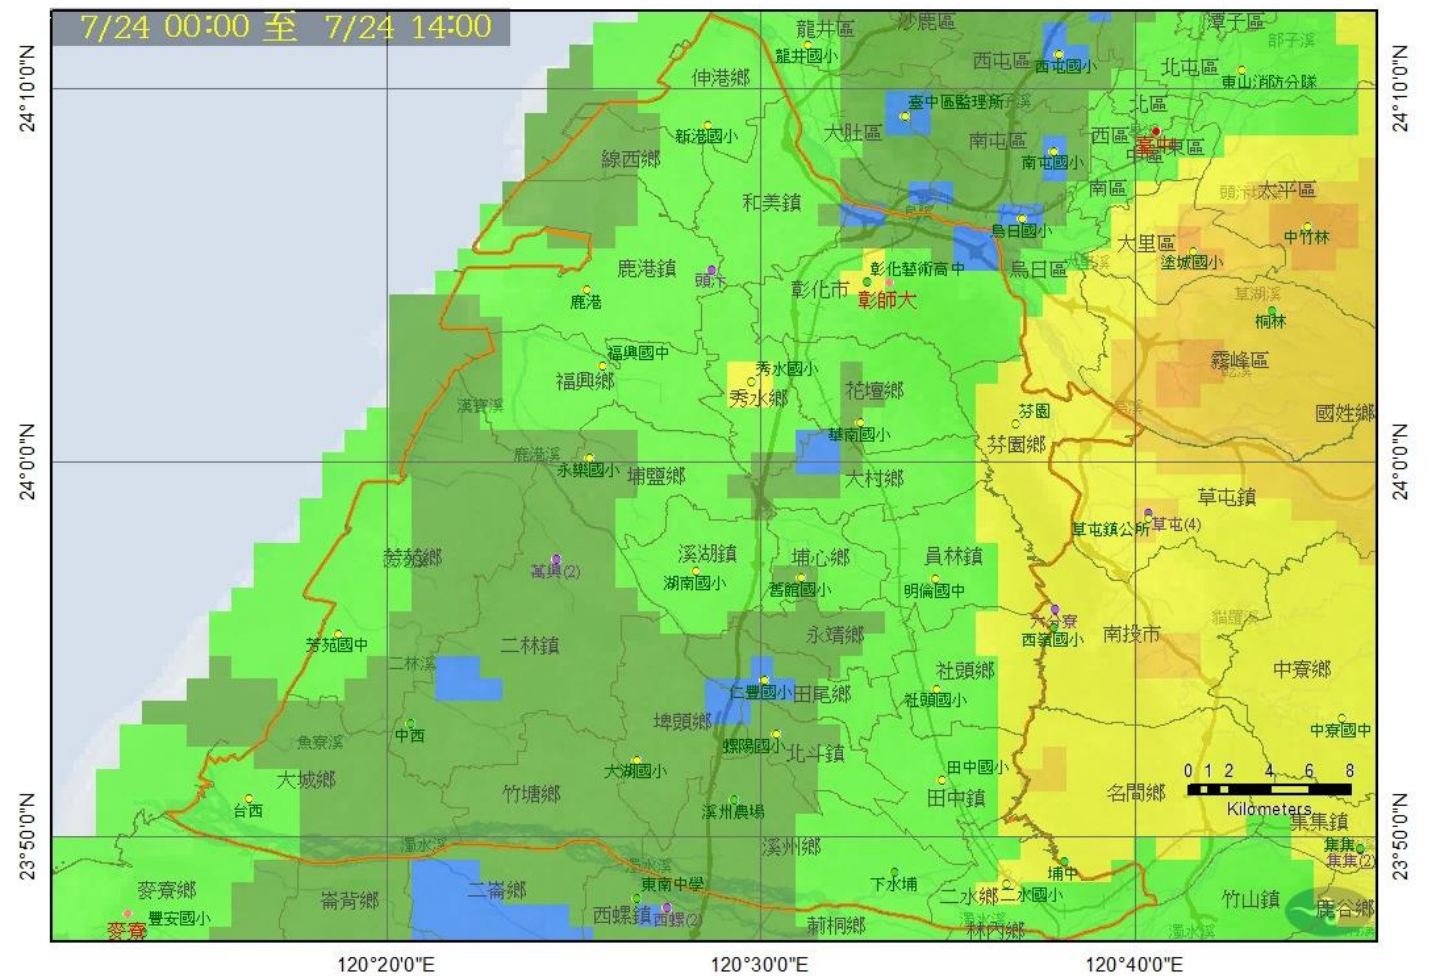 7/24 00:00 至 7/24 14:00
龍井區
沙鹿區
潭子區
部子溪
龍井國小
西屯區
西屯國小
北屯區
東山消防分隊
伸港鄉
24°10'0"N
24°10'0"N
臺中區監理所
北區
新港國小
大肚區
南屯區
西區
臺中
東區
中區
線西鄉
南屯國小
南區
太平區
和美鎮
烏日國小
中竹林
大里區
塗城國小
鹿港鎮
頭汴
彰化藝術高中
烏日區
彰化市
彰師大
鹿港
草湖溪
桐林
福興國中
霧峰區
秀水國小
福興鄉
秀水鄉
花壇鄉
漢寶溪
芬園
國姓鄉
華南國小
芬園鄉
24°0'0"N
24°0'0"N
鹿港溪
永樂國小
埔鹽鄉
大村鄉
草屯鎮
草屯鎮公所
草屯(4)
芳苑鄉
萬興(2)
溪湖鎮
埔心鄉
員林鎮
湖南國小
舊館國小
明倫國中
六分寮
貓羅溪
芳苑國中
二林鎮
永靖鄉
西嶺國小
南投市
二林溪
社頭鄉
中寮鄉
仁豐國小
田尾鄉
社頭國小
埤頭鄉
中西
魚寮溪
螺陽國小
北斗鎮
中寮國中
大湖國小
田中國小
大城鄉
竹塘鄉
田中鎮
名間鄉
0 1 2 4 6 8
Kilometers
台西
溪州農場
集集鎮
23°50'0"N
23°50'0"N
濁水溪
溪州鄉
集集
集集(2)
濁水溪
埔中
麥寮鄉
崙背鄉
二崙鄉
東南中學
下水埔
二水鄉
二水國小
竹山鎮
鹿谷鄉
豐安國小
麥寮
西螺鎮
西螺(2)
莿桐鄉
濁水溪
林內鄉
濁水溪
120°20'0"E
120°30'0"E
120°40'0"E